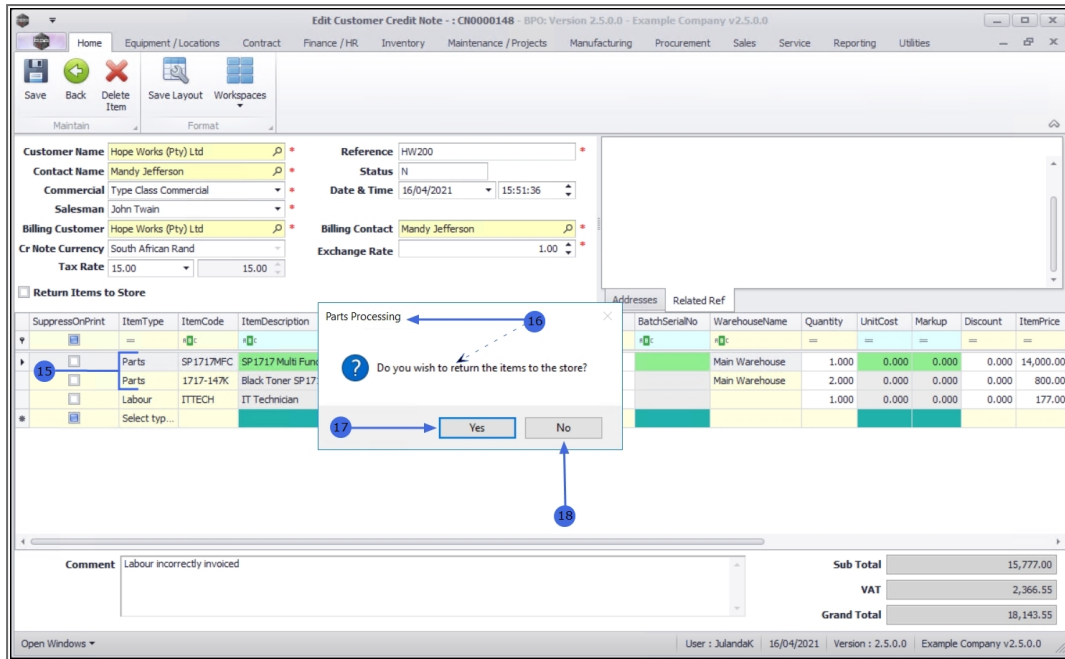 Edit Customer Credit Note - : CN0000148 - BPO: Version 2.5.0.0 - Example Company v2.5.0.0
Home Equipment / Locations Contract Finance / HR Inventory Maintenance / Projects Manufacturing Procurement Sales Service Reporting Utilities
Save Back Delete Item Save Layout Workspaces
Maintain Format
Customer Name Hope Works (Pty) Ltd * Reference HW200 *
Contact Name Mandy Jefferson * Status N
Commercial Type Class Commercial * Date & Time 16/04/2021 15:51:36
Salesman John Twain *
Billing Customer Hope Works (Pty) Ltd * Billing Contact Mandy Jefferson *
Cr Note Currency South African Rand Exchange Rate 1.00 *
Tax Rate 15.00 15.00
Return Items to Store
Addresses Related Ref
SuppressOnPrint ItemType ItemCode ItemDescription BatchSerialNo WarehouseName Quantity UnitCost Markup Discount ItemPrice
Parts SP1717MFC SP1717 Multi Func Main Warehouse 1.000 0.000 0.000 0.000 14,000.00
Parts 1717-147K Black Toner SP17 Main Warehouse 2.000 0.000 0.000 0.000 800.00
Labour ITTECH IT Technician 1.000 0.000 0.000 0.000 177.00
Select typ...
15
Parts Processing
16
Do you wish to return the items to the store?
17
Yes No
18
Comment Labour incorrectly invoiced
Sub Total 15,777.00
VAT 2,366.55
Grand Total 18,143.55
Open Windows User : JulandaK 16/04/2021 Version : 2.5.0.0 Example Company v2.5.0.0